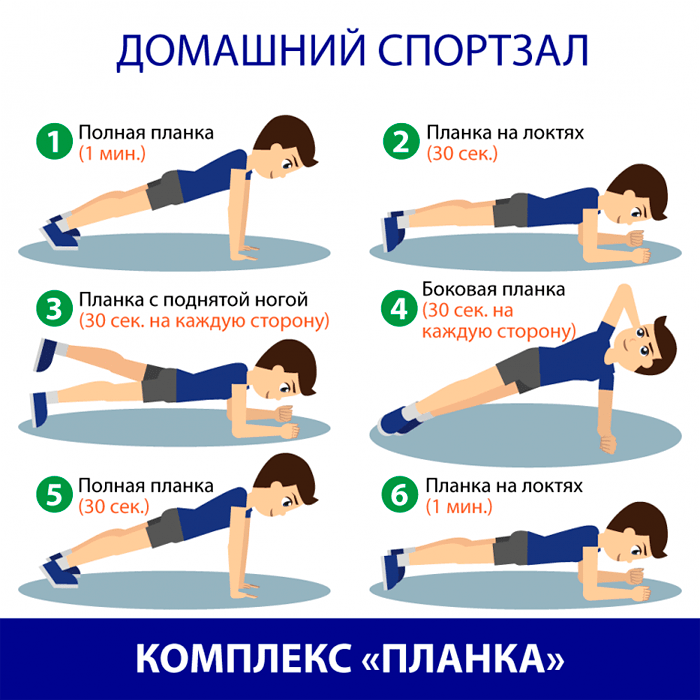 ДОМАШНИЙ СПОРТЗАЛ
1
Полная планка
(1 мин.)
2
Планка на локтях
(30 сек.)
3
Планка с поднятой ногой
(30 сек. на каждую сторону)
4
Боковая планка
(30 сек. на
каждую сторону)
5
Полная планка
(30 сек.)
6
Планка на локтях
(1 мин.)
КОМПЛЕКС «ПЛАНКА»